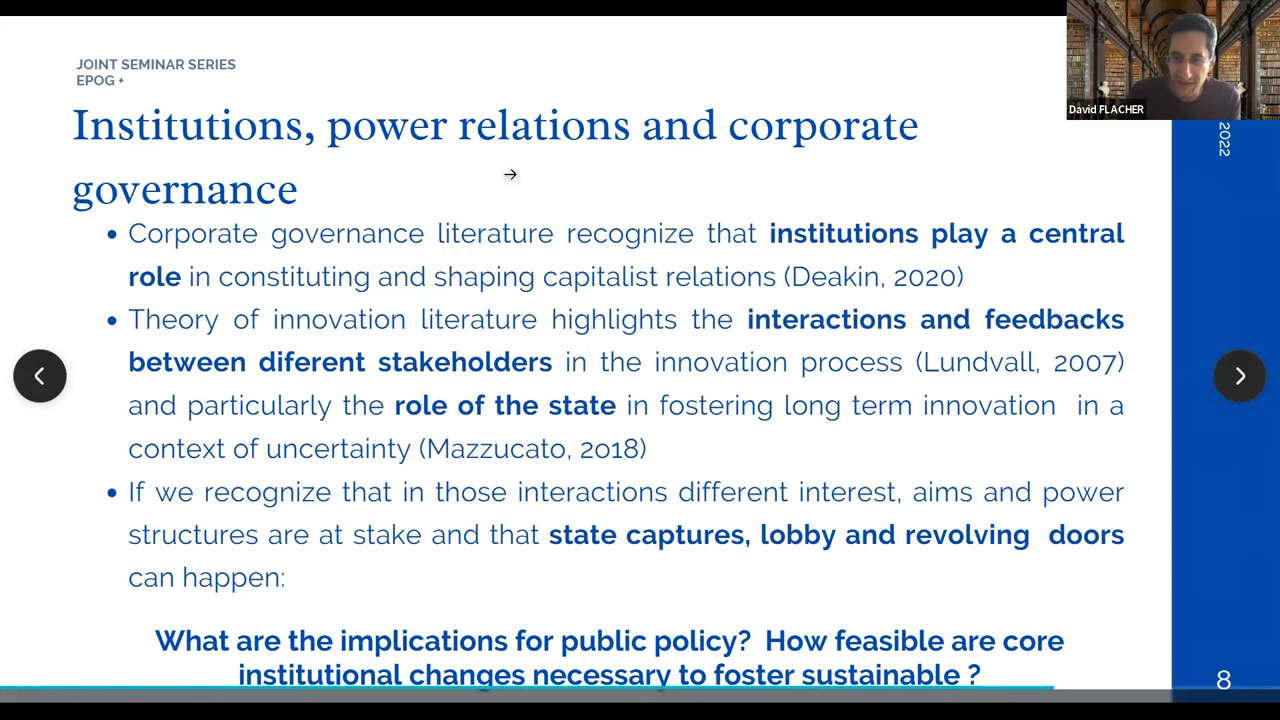 JOINT SEMINAR SERIES
EPOG +
Institutions, power relations and corporate
governance
• Corporate governance literature recognize that institutions play a central
role in constituting and shaping capitalist relations (Deakin, 2020)
• Theory of innovation literature highlights the interactions and feedbacks
between diferent stakeholders in the innovation process (Lundvall, 2007)
and particularly the role of the state in fostering long term innovation in a
context of uncertainty (Mazzucato, 2018)
• If we recognize that in those interactions different interest, aims and power
structures are at stake and that state captures, lobby and revolving doors
can happen:
What are the implications for public policy? How feasible are core
institutional changes necessary to foster sustainable ?
David FLACHER
2022
8